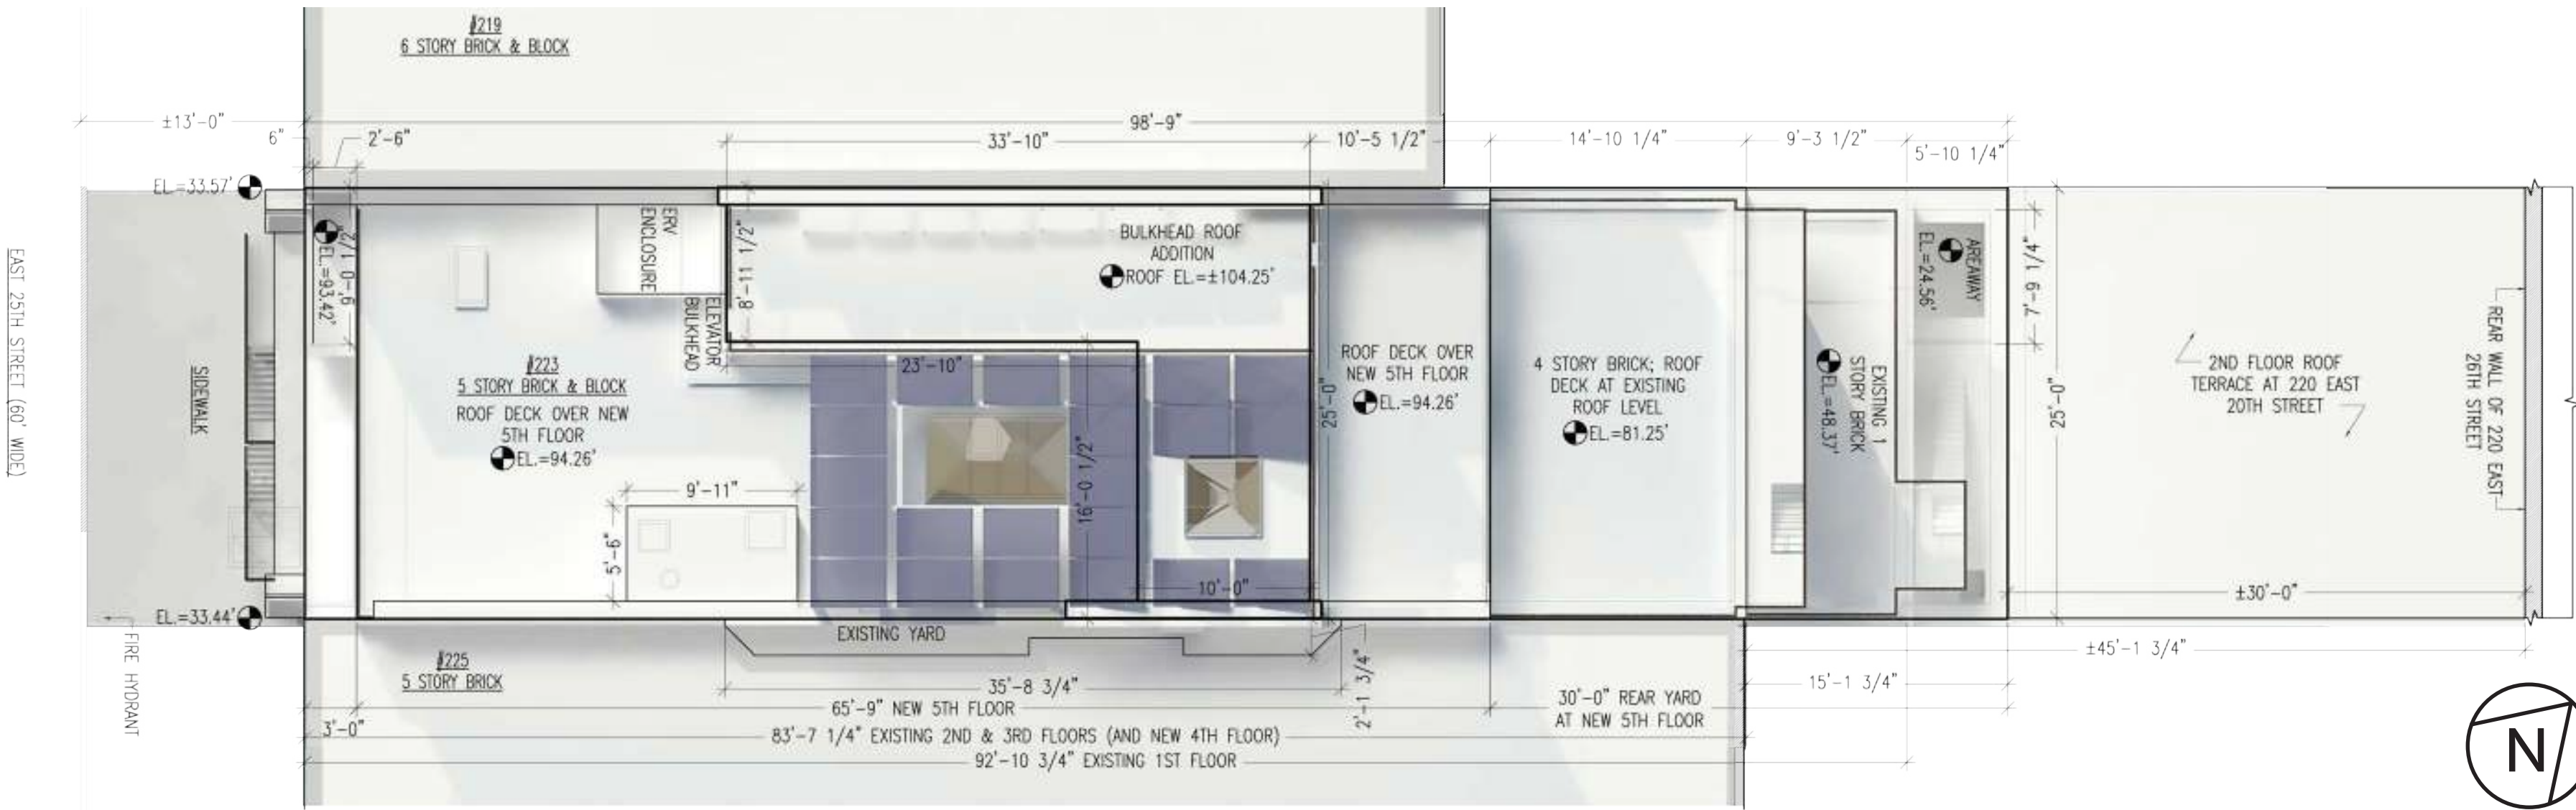 #219
6 STORY BRICK & BLOCK
±13'-0"
6"
2'-6"
98'-9"
33'-10"
10'-5 1/2"
14'-10 1/4"
9'-3 1/2"
5'-10 1/4"
EL.=33.57'
EL.=93.42'
6'-0 1/2"
ERV
ENCLOSURE
8'-11 1/2"
ELEVATOR
BULKHEAD
BULKHEAD ROOF
ADDITION
ROOF EL.=±104.25'
AREAWAY
EL.=24.56'
7'-9 1/4"
25'-0"
EAST 25TH STREET (60' WIDE)
SIDEWALK
#223
5 STORY BRICK & BLOCK
ROOF DECK OVER NEW
5TH FLOOR
EL.=94.26'
23'-10"
16'-0 1/2"
9'-11"
5'-6"
10'-0"
25'-0"
ROOF DECK OVER
NEW 5TH FLOOR
EL.=94.26'
4 STORY BRICK; ROOF
DECK AT EXISTING
ROOF LEVEL
EL.=81.25'
EXISTING 1
STORY BRICK
EL.=48.37'
2ND FLOOR ROOF
TERRACE AT 220 EAST
20TH STREET
REAR WALL OF 220 EAST
26TH STREET
±30'-0"
EL.=33.44'
FIRE HYDRANT
EXISTING YARD
#225
5 STORY BRICK
35'-8 3/4"
2'-1 3/4"
±45'-1 3/4"
15'-1 3/4"
3'-0"
65'-9" NEW 5TH FLOOR
30'-0" REAR YARD
AT NEW 5TH FLOOR
83'-7 1/4" EXISTING 2ND & 3RD FLOORS (AND NEW 4TH FLOOR)
92'-10 3/4" EXISTING 1ST FLOOR
N